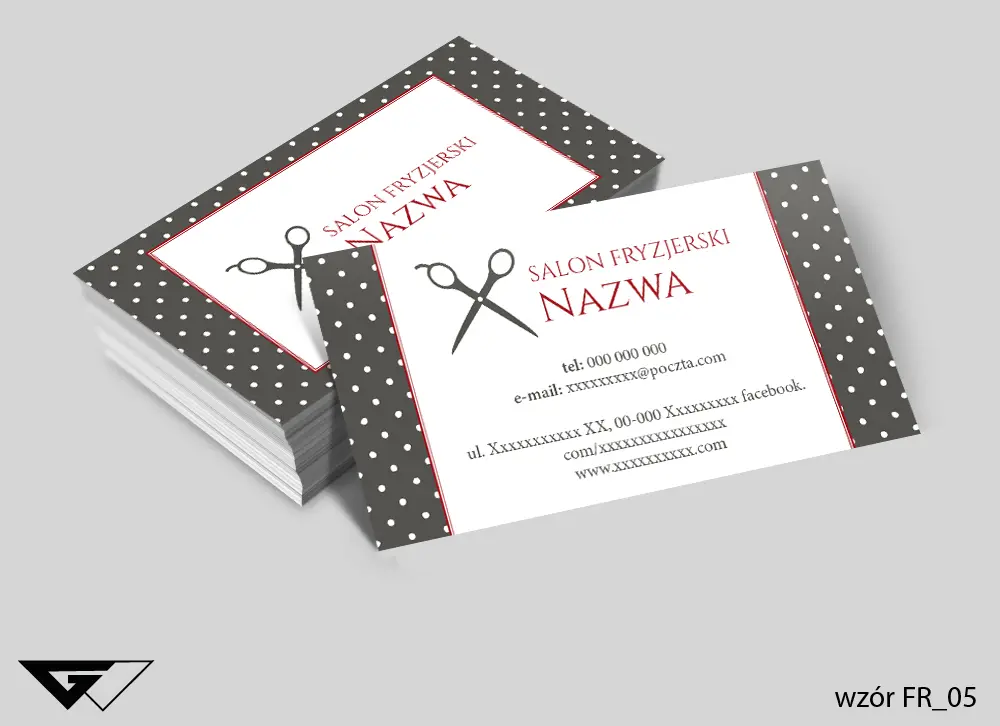 SALON FRYZJERSKI
NAZWA
SALON FRYZJERSKI
NAZWA
tel: 000 000 000
e-mail: xxxxxxxxx@poczta.com
ul. Xxxxxxxxxxx XX, 00-000 Xxxxxxxxx facebook.
com/xxxxxxxxxxxxxxxx
www.xxxxxxxxxx.com
wzór FR_05